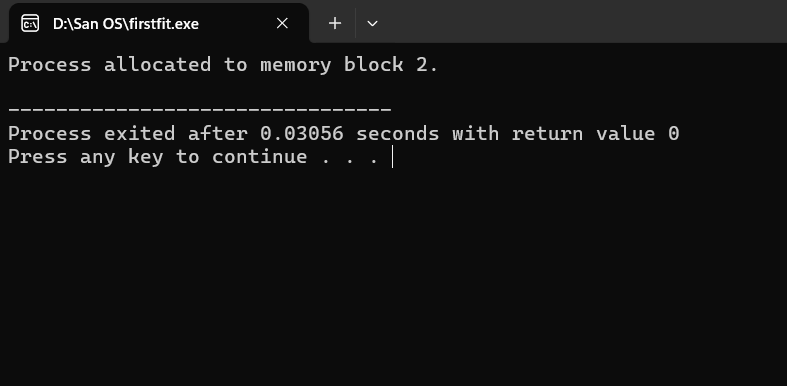 D:\San OS\firstfit.exe
Process allocated to memory block 2.
--------------------------------
Process exited after 0.03056 seconds with return value 0
Press any key to continue . . .